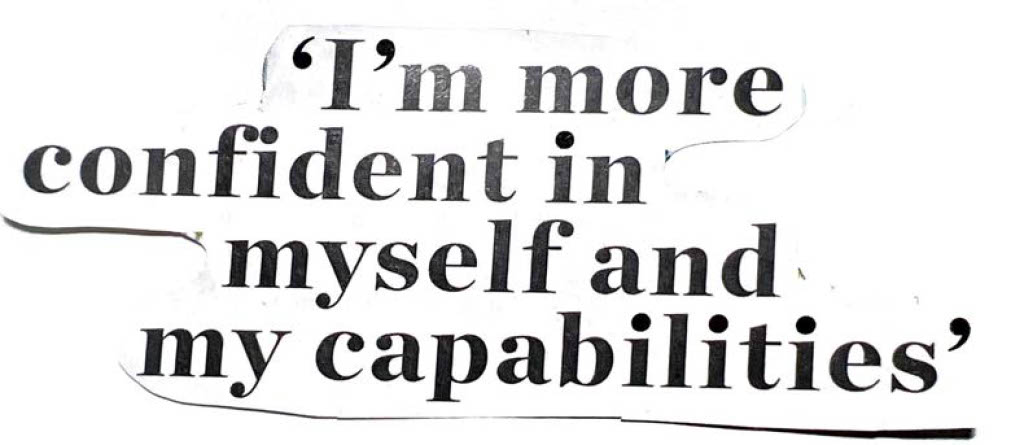 ‘I’m more
confident in
myself and
my capabilities’